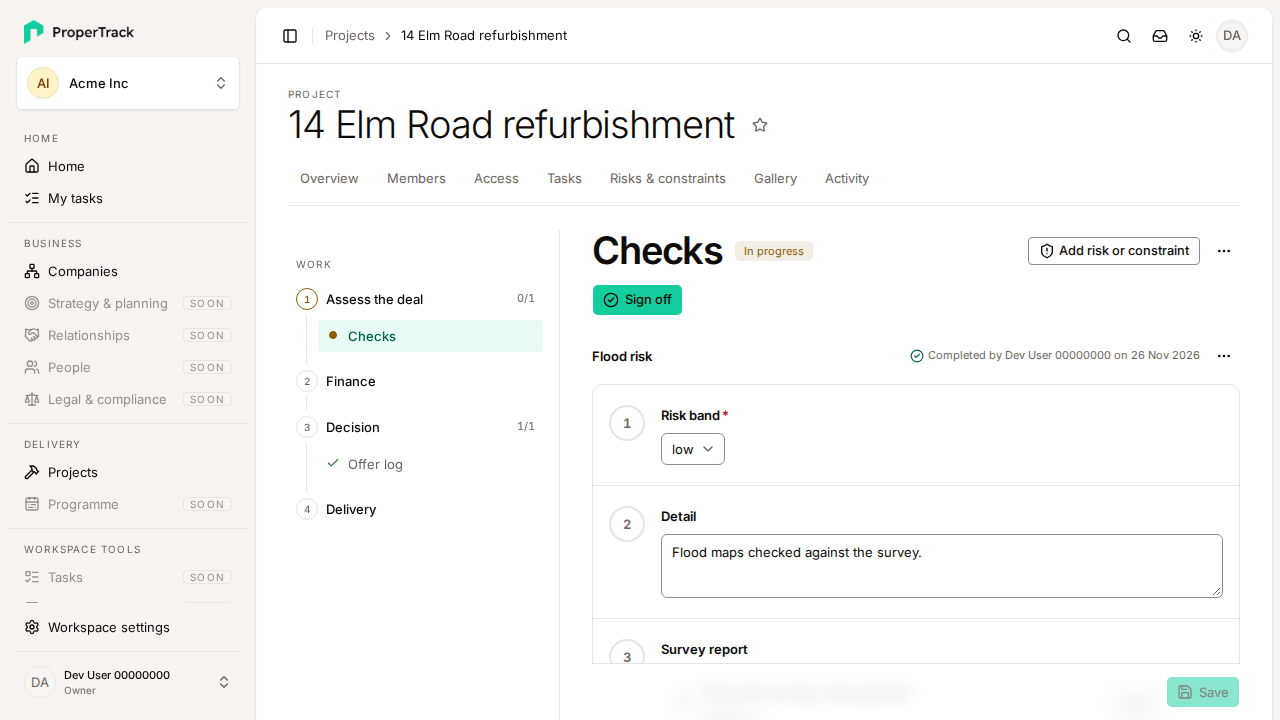 ProperTrack
AI
Acme Inc
HOME
Home
My tasks
BUSINESS
Companies
Strategy & planning SOON
Relationships SOON
People SOON
Legal & compliance SOON
DELIVERY
Projects
Programme SOON
WORKSPACE TOOLS
Tasks SOON
Workspace settings
DA
Dev User 00000000
Owner
Projects > 14 Elm Road refurbishment
DA
PROJECT
14 Elm Road refurbishment
Overview Members Access Tasks Risks & constraints Gallery Activity
WORK
1 Assess the deal 0/1
Checks
2 Finance
3 Decision 1/1
Offer log
4 Delivery
Checks In progress
Add risk or constraint
Sign off
Flood risk
Completed by Dev User 00000000 on 26 Nov 2026
1 Risk band *
low
2 Detail
Flood maps checked against the survey.
3 Survey report
Save